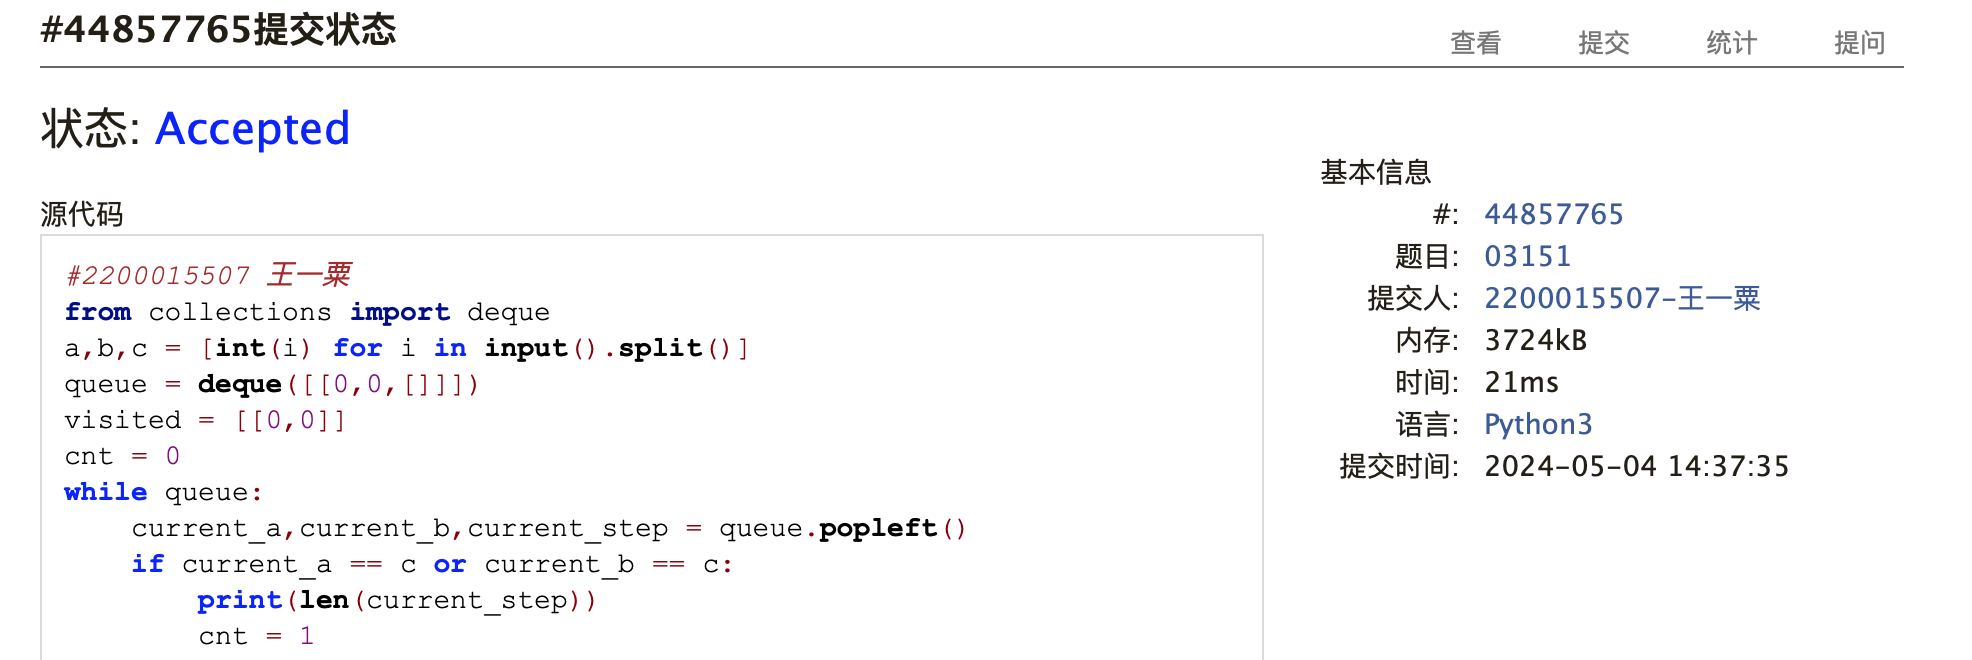 #44857765提交状态
查看 提交 统计 提问
状态: Accepted
源代码
#2200015507 王一粟
from collections import deque
a,b,c = [int(i) for i in input().split()]
queue = deque([[0,0,[]]])
visited = [[0,0]]
cnt = 0
while queue:
    current_a,current_b,current_step = queue.popleft()
    if current_a == c or current_b == c:
        print(len(current_step))
        cnt = 1
基本信息
#: 44857765
题目: 03151
提交人: 2200015507-王一粟
内存: 3724kB
时间: 21ms
语言: Python3
提交时间: 2024-05-04 14:37:35